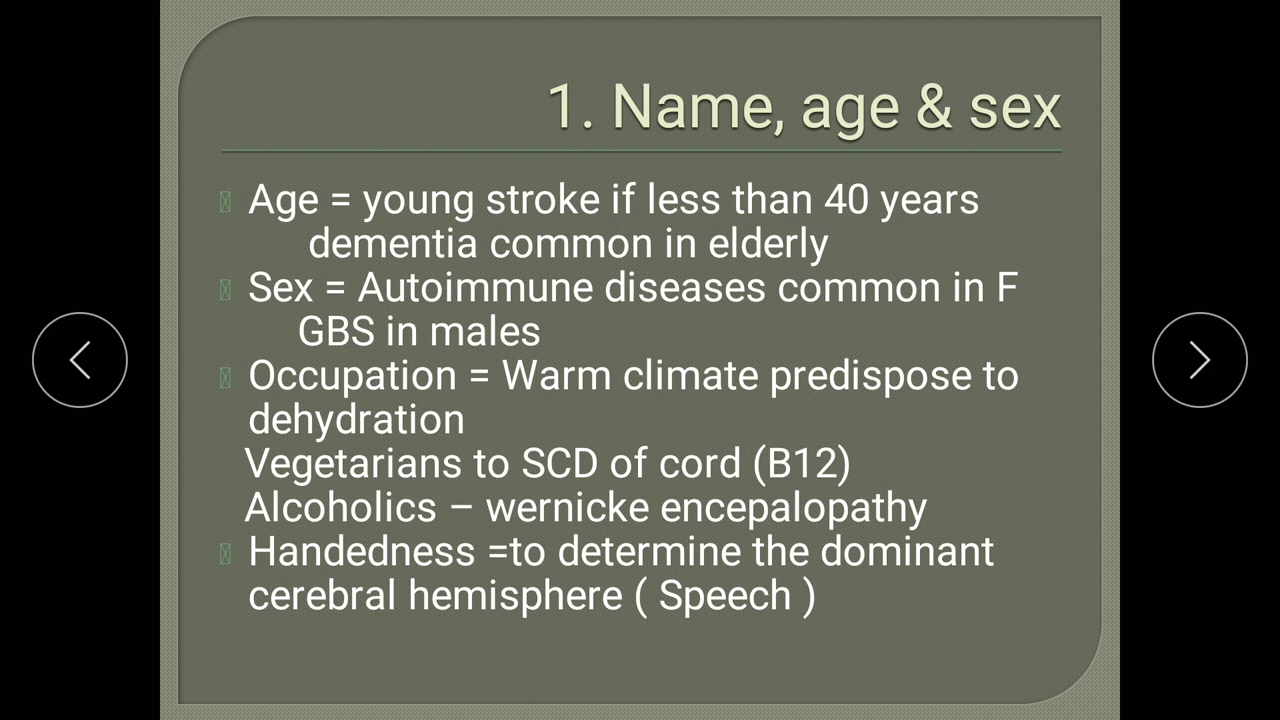 1. Name, age & sex
Age = young stroke if less than 40 years
dementia common in elderly
Sex = Autoimmune diseases common in F
GBS in males
Occupation = Warm climate predispose to
dehydration
Vegetarians to SCD of cord (B12)
Alcoholics – wernicke encepalopathy
Handedness =to determine the dominant
cerebral hemisphere ( Speech )